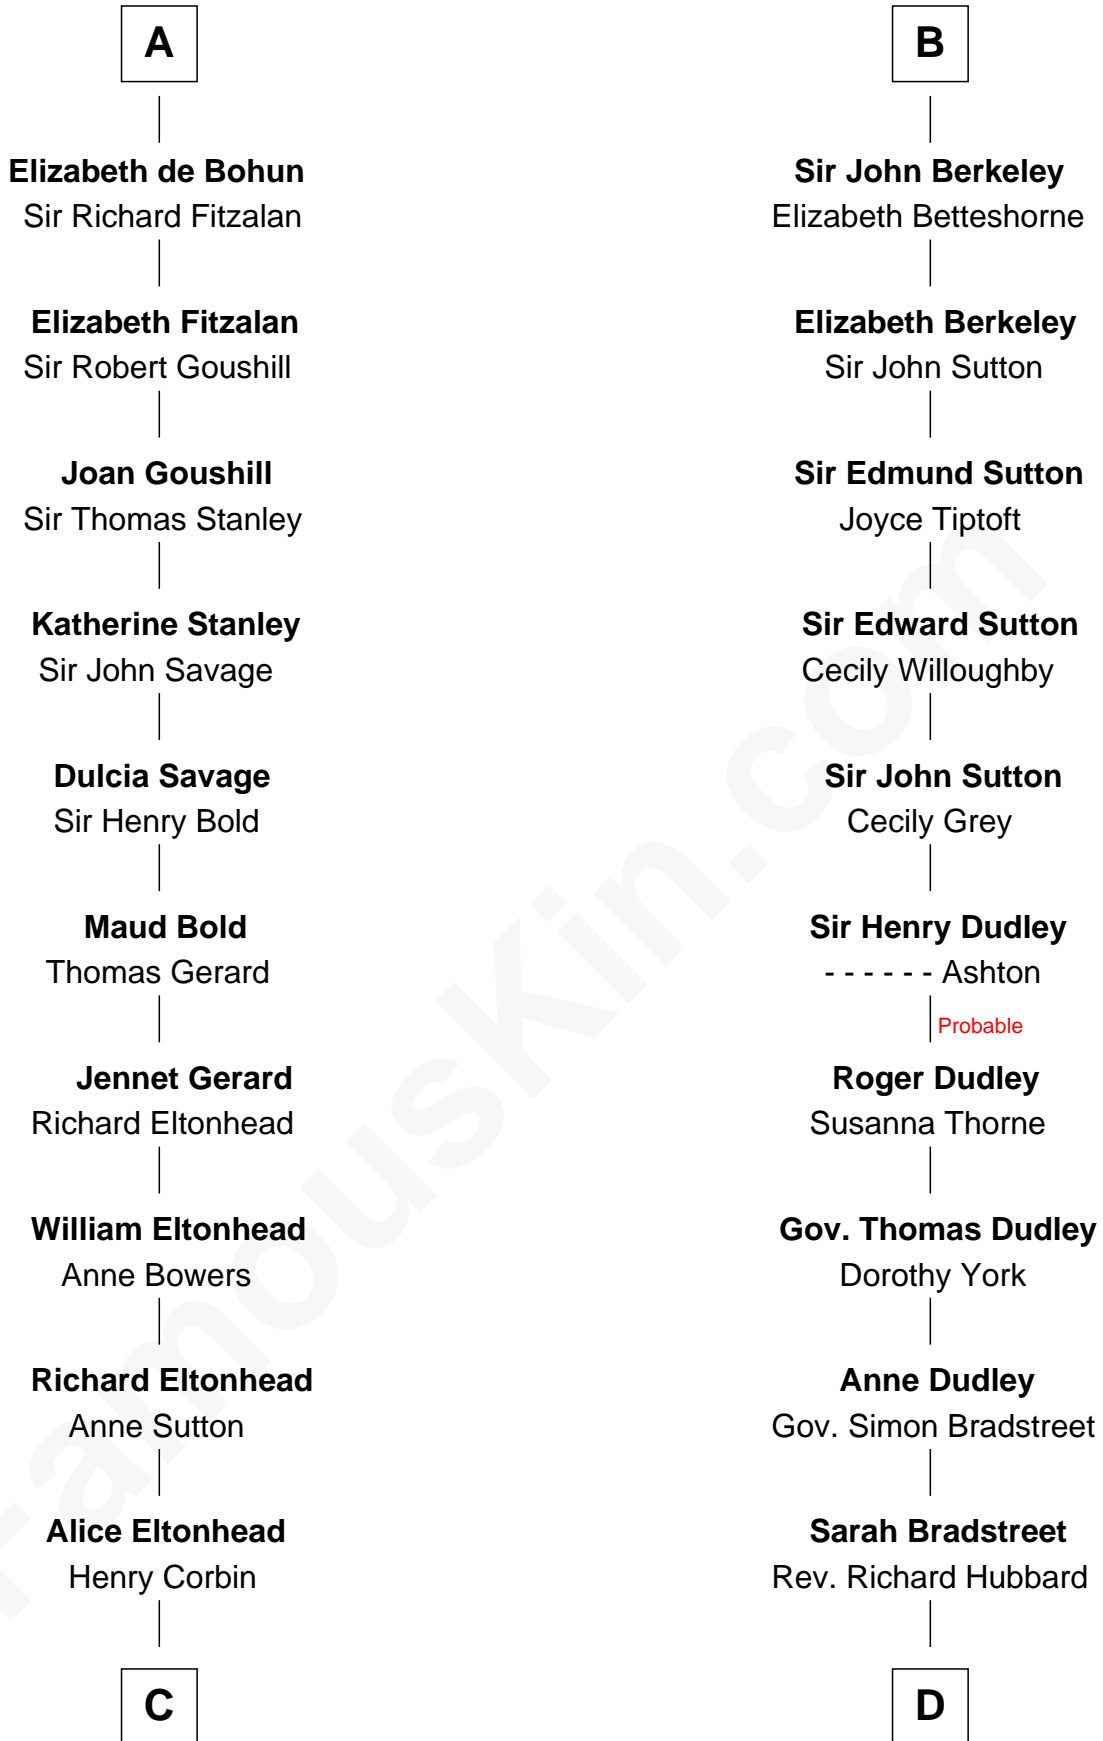 A
Elizabeth de Bohun
Sir Richard Fitzalan
Elizabeth Fitzalan
Sir Robert Goushill
Joan Goushill
Sir Thomas Stanley
Katherine Stanley
Sir John Savage
Dulcia Savage
Sir Henry Bold
Maud Bold
Thomas Gerard
Jennet Gerard
Richard Eltonhead
William Eltonhead
Anne Bowers
Richard Eltonhead
Anne Sutton
Alice Eltonhead
Henry Corbin
C
B
Sir John Berkeley
Elizabeth Betteshorne
Elizabeth Berkeley
Sir John Sutton
Sir Edmund Sutton
Joyce Tiptoft
Sir Edward Sutton
Cecily Willoughby
Sir John Sutton
Cecily Grey
Sir Henry Dudley
- - - - - - Ashton
Probable
Roger Dudley
Susanna Thorne
Gov. Thomas Dudley
Dorothy York
Anne Dudley
Gov. Simon Bradstreet
Sarah Bradstreet
Rev. Richard Hubbard
D
FamousKin.com